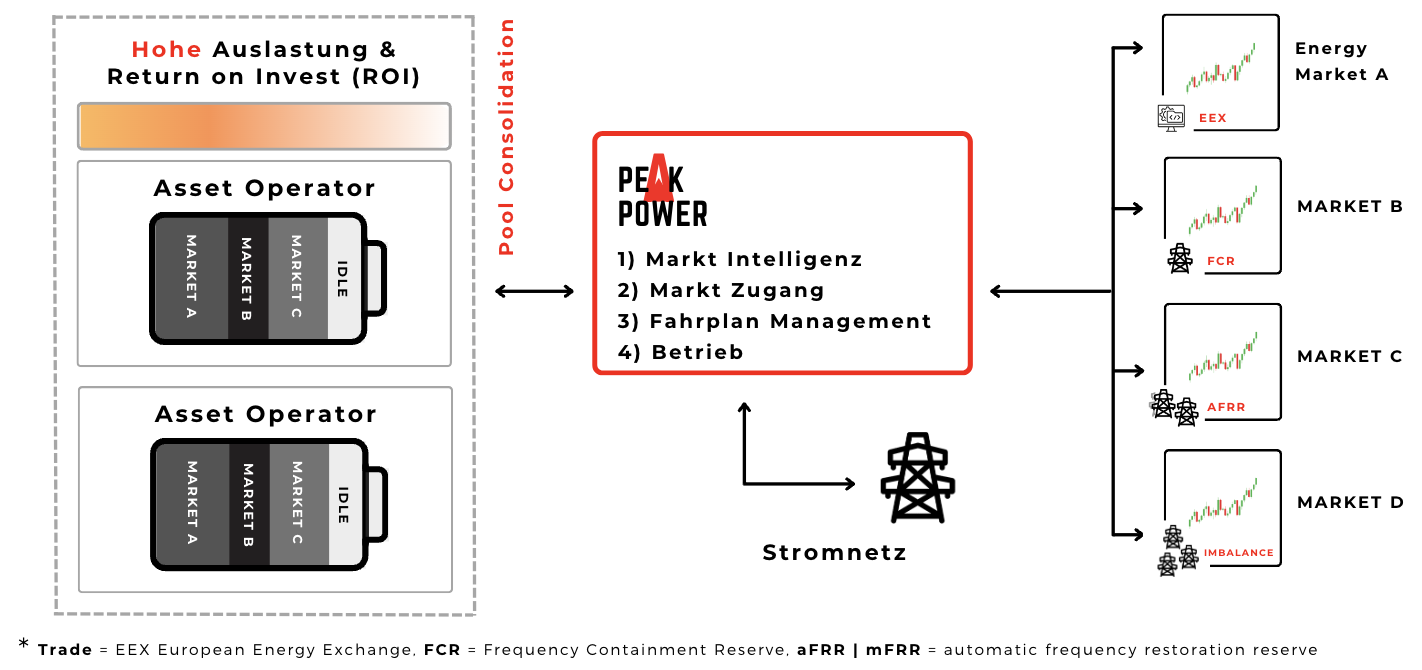 Hohe Auslastung &
Return on Invest (ROI)
Asset Operator
MARKET A
MARKET B
MARKET C
IDLE
Asset Operator
MARKET A
MARKET B
MARKET C
IDLE
Pool Consolidation
PEAK
POWER
1) Markt Intelligenz
2) Markt Zugang
3) Fahrplan Management
4) Betrieb
Stromnetz
EEX
Energy
Market A
FCR
MARKET B
AFRR
MARKET C
IMBALANCE
MARKET D
* Trade = EEX European Energy Exchange, FCR = Frequency Containment Reserve, aFRR | mFRR = automatic frequency restoration reserve